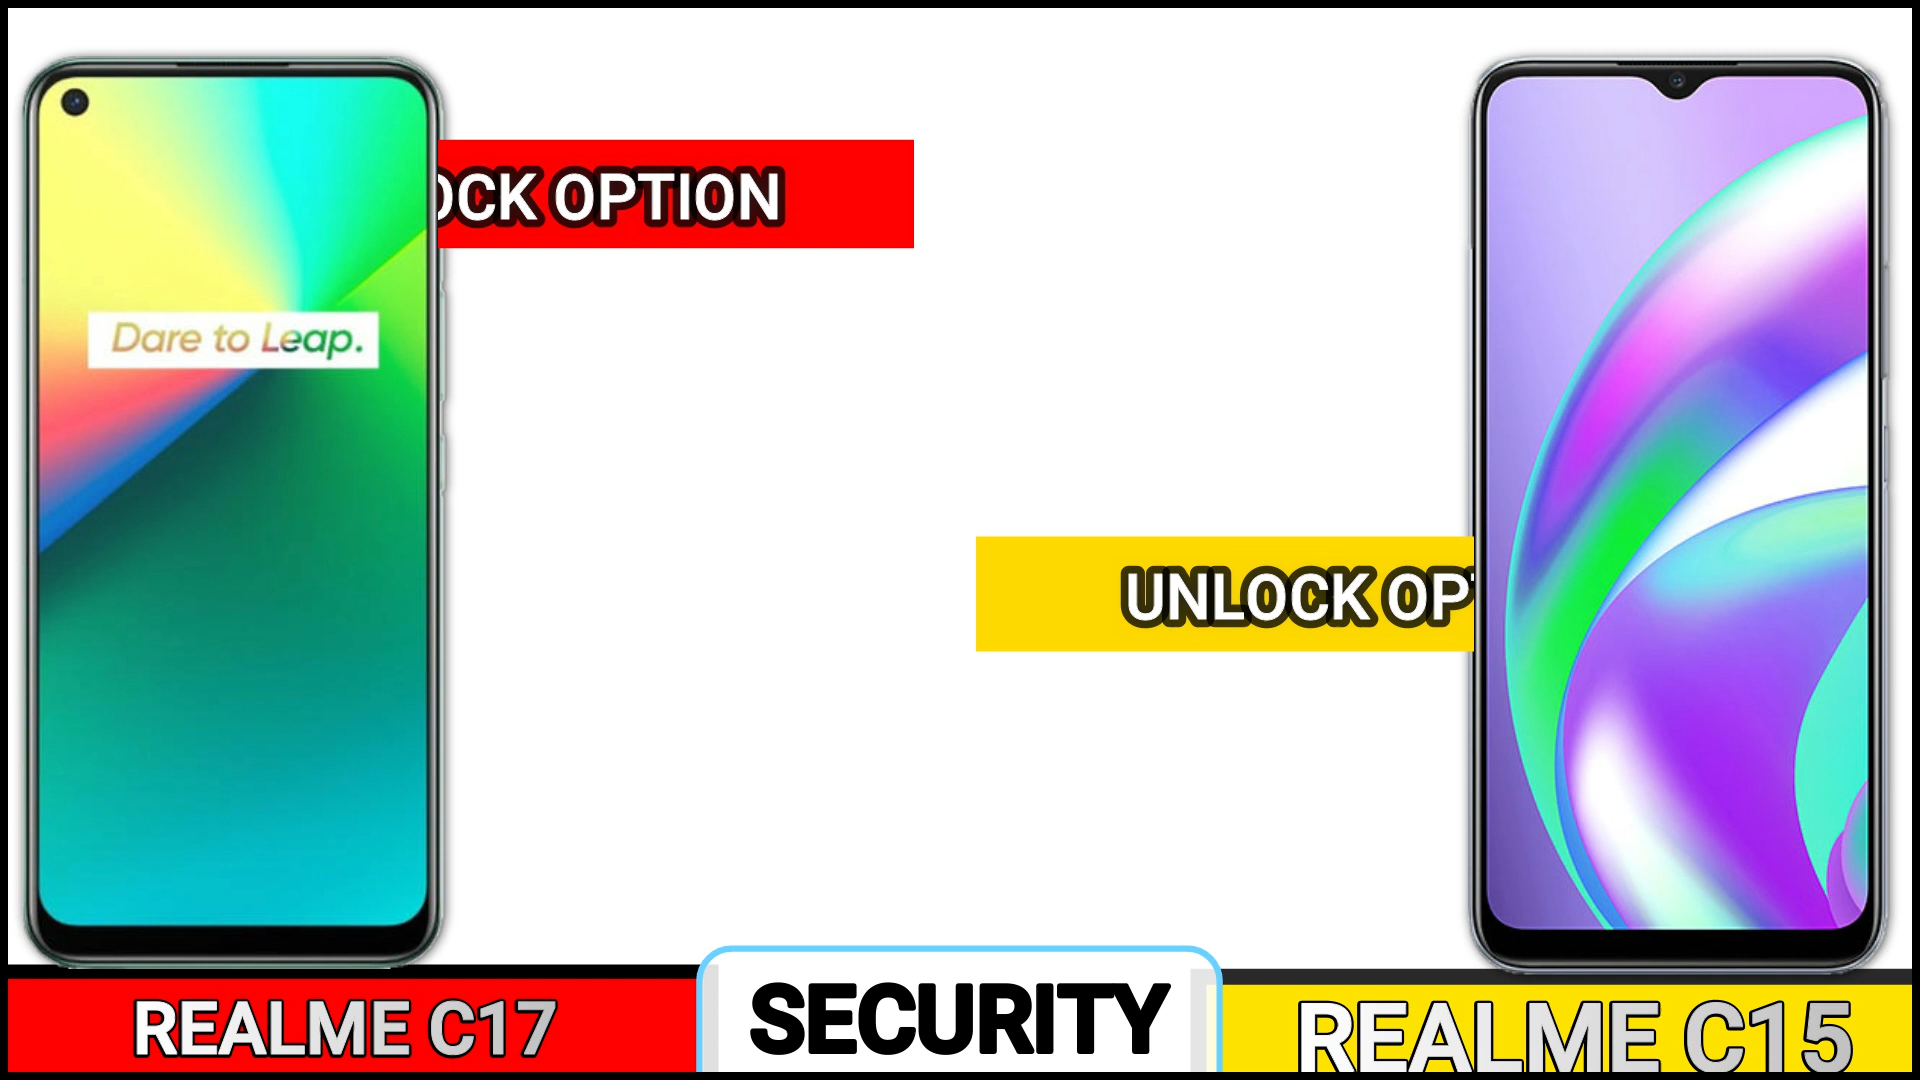 OCK OPTION
Dare to Leap.
UNLOCK OP
REALME C17
SECURITY
REALME C15